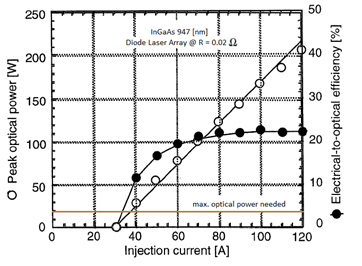 250
200
150
100
50
0
O Peak optical power [W]
InGaAs 947 [nm]
Diode Laser Array @ R = 0.02 Ω
max. optical power needed
50
40
30
20
10
0
Electrical-to-optical efficiency [%]
0 20 40 60 80 100 120
Injection current [A]